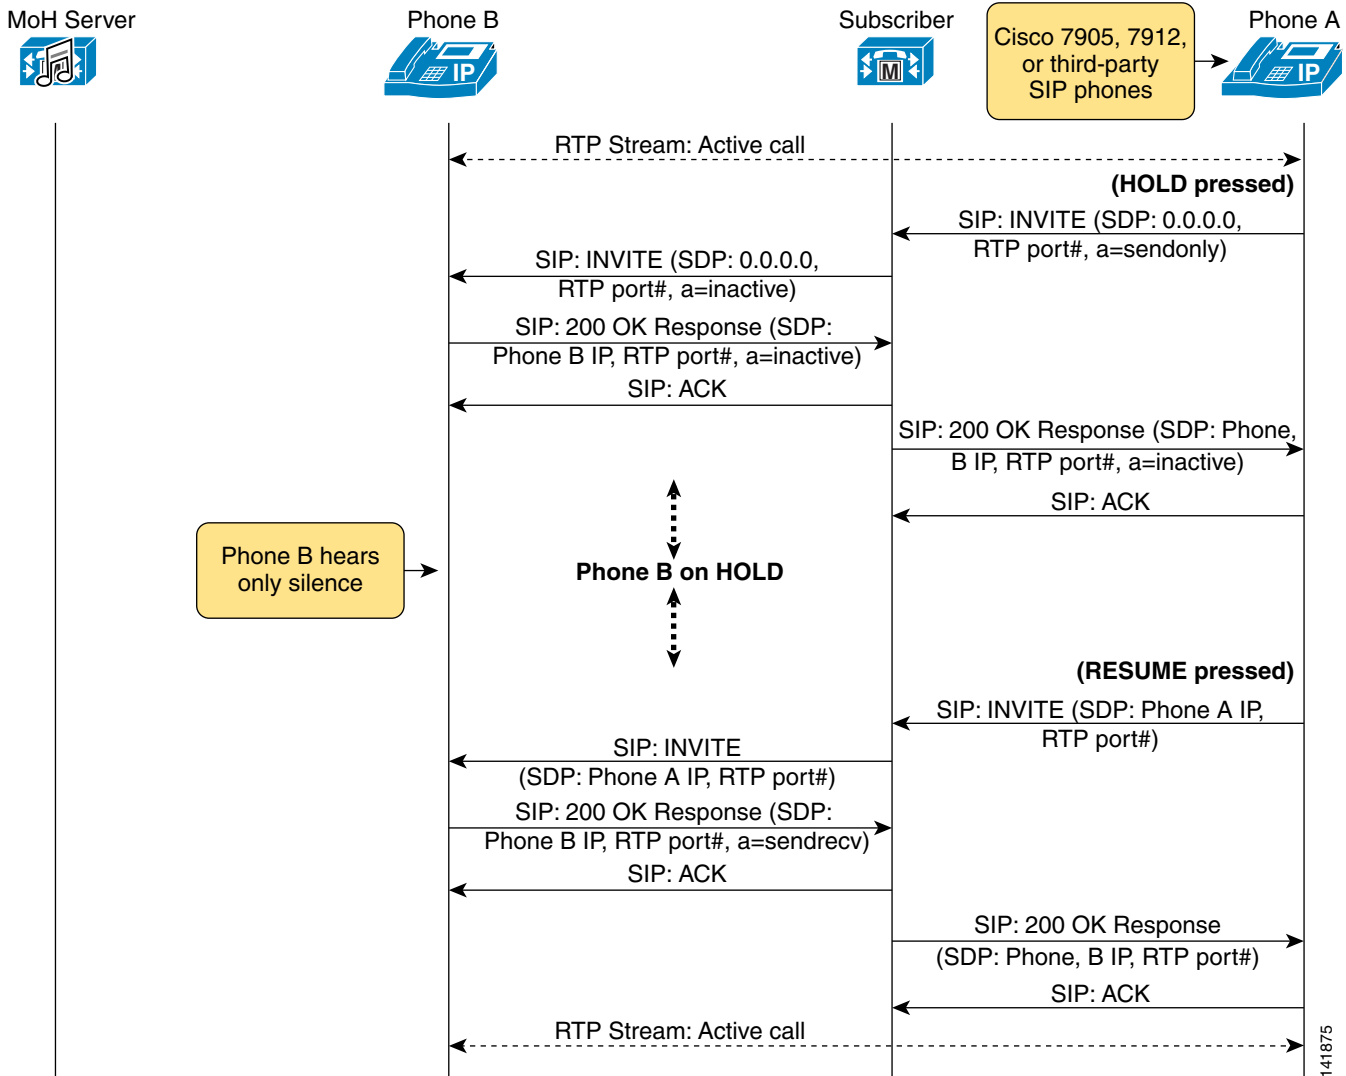 MoH Server
Phone B
Subscriber
Cisco 7905, 7912,
or third-party
SIP phones
Phone A
IP
M
IP
RTP Stream: Active call
(HOLD pressed)
SIP: INVITE (SDP: 0.0.0.0,
RTP port#, a=sendonly)
SIP: INVITE (SDP: 0.0.0.0,
RTP port#, a=inactive)
SIP: 200 OK Response (SDP:
Phone B IP, RTP port#, a=inactive)
SIP: ACK
SIP: 200 OK Response (SDP: Phone,
B IP, RTP port#, a=inactive)
SIP: ACK
Phone B hears
only silence
Phone B on HOLD
(RESUME pressed)
SIP: INVITE (SDP: Phone A IP,
RTP port#)
SIP: INVITE
(SDP: Phone A IP, RTP port#)
SIP: 200 OK Response (SDP:
Phone B IP, RTP port#, a=sendrecv)
SIP: ACK
SIP: 200 OK Response
(SDP: Phone, B IP, RTP port#)
SIP: ACK
RTP Stream: Active call
141875